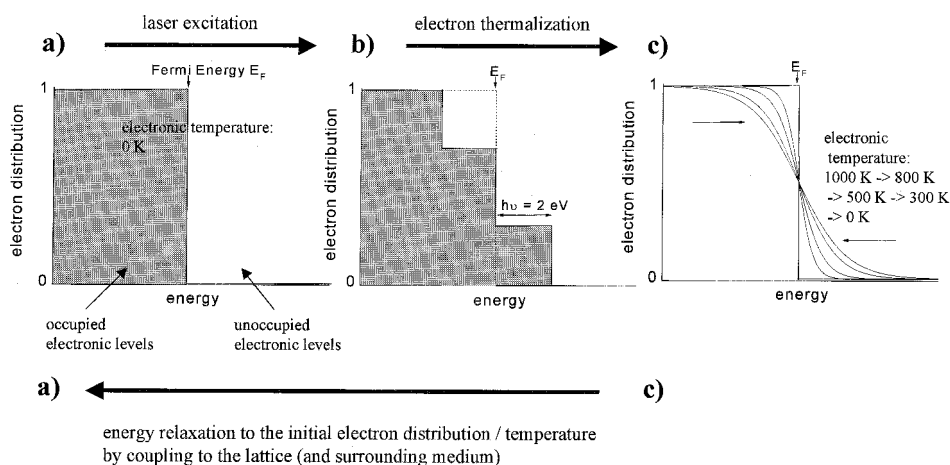 laser excitation
electron thermalization
a)
b)
c)
Fermi Energy E_F
1
electronic temperature:
0 K
electron distribution
0
energy
occupied
electronic levels
unoccupied
electronic levels
E_F
1
hυ = 2 eV
electron distribution
0
energy
E_F
1
electronic
temperature:
1000 K -> 800 K
-> 500 K -> 300 K
-> 0 K
electron distribution
0
energy
a)
c)
energy relaxation to the initial electron distribution / temperature
by coupling to the lattice (and surrounding medium)